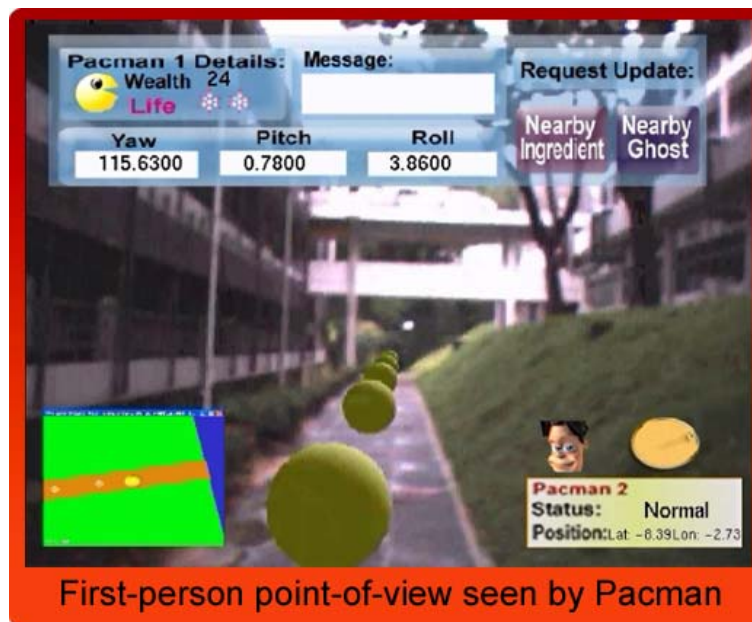 Pacman 1 Details:
Wealth 24
Life
Message:
Request Update:
Nearby
Ingredient
Nearby
Ghost
Yaw
Pitch
Roll
115.6300
0.7800
3.8600
Pacman 2
Status: Normal
Position:Lat: -8.39Lon: -2.73
First-person point-of-view seen by Pacman